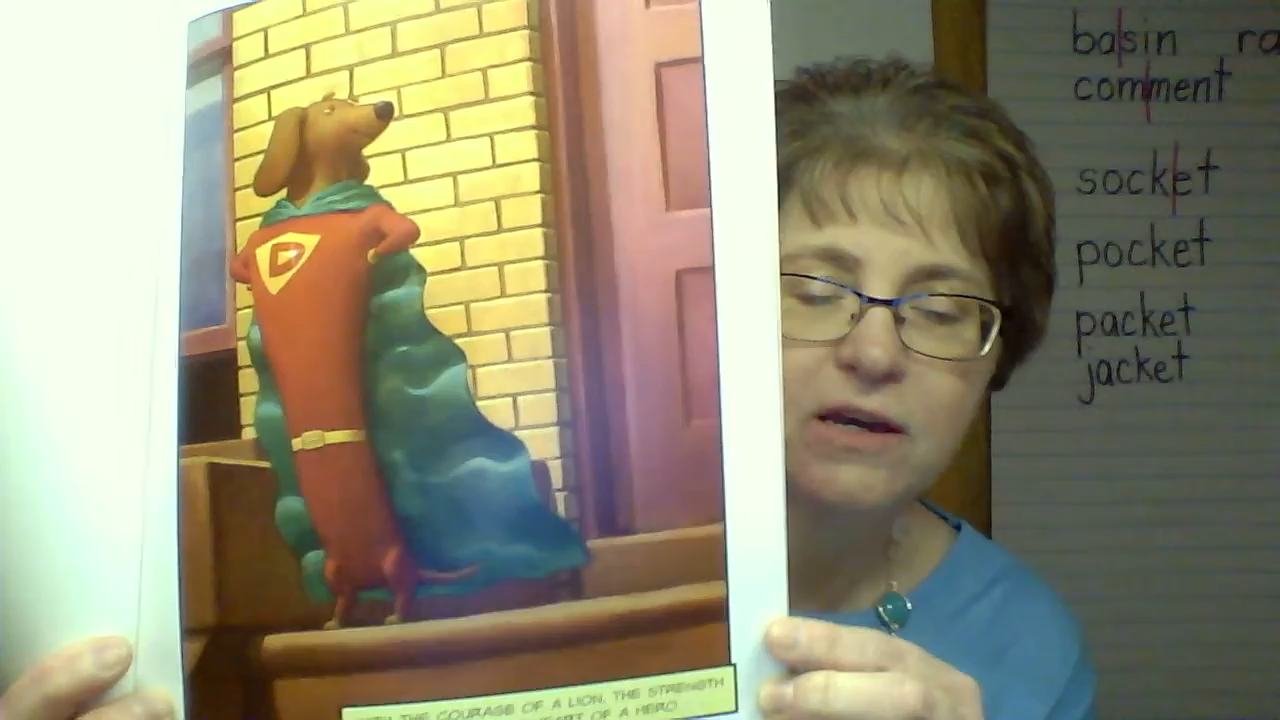 D
THE COURAGE OF A LION, THE STRENGTH
OF A HERO
basin
comment
socket
pocket
packet
jacket